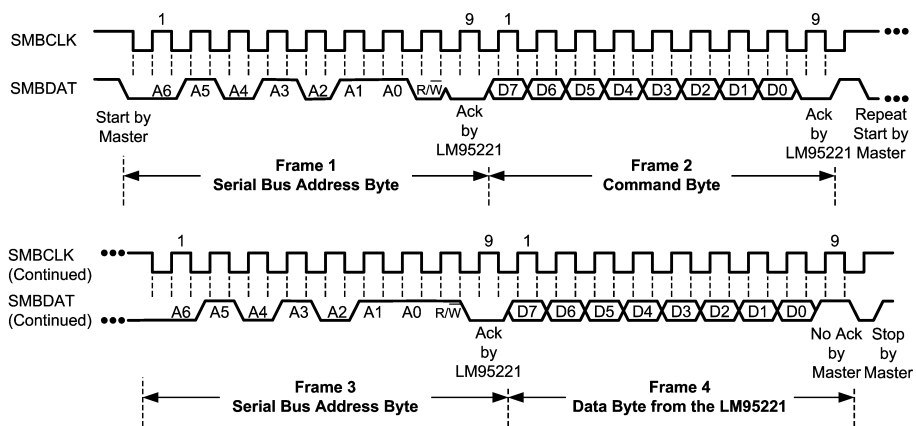 1 9 1 9
SMBCLK
SMBDAT
A6 A5 A4 A3 A2 A1 A0 R/W D7 D6 D5 D4 D3 D2 D1 D0
Start by
Master
Ack
by
LM95221
Ack
by
LM95221
Repeat
Start by
Master
Frame 1
Serial Bus Address Byte
Frame 2
Command Byte
1 9 1 9
SMBCLK
(Continued)
SMBDAT
(Continued)
A6 A5 A4 A3 A2 A1 A0 R/W D7 D6 D5 D4 D3 D2 D1 D0
Ack
by
LM95221
No Ack
by
Master
Stop
by
Master
Frame 3
Serial Bus Address Byte
Frame 4
Data Byte from the LM95221